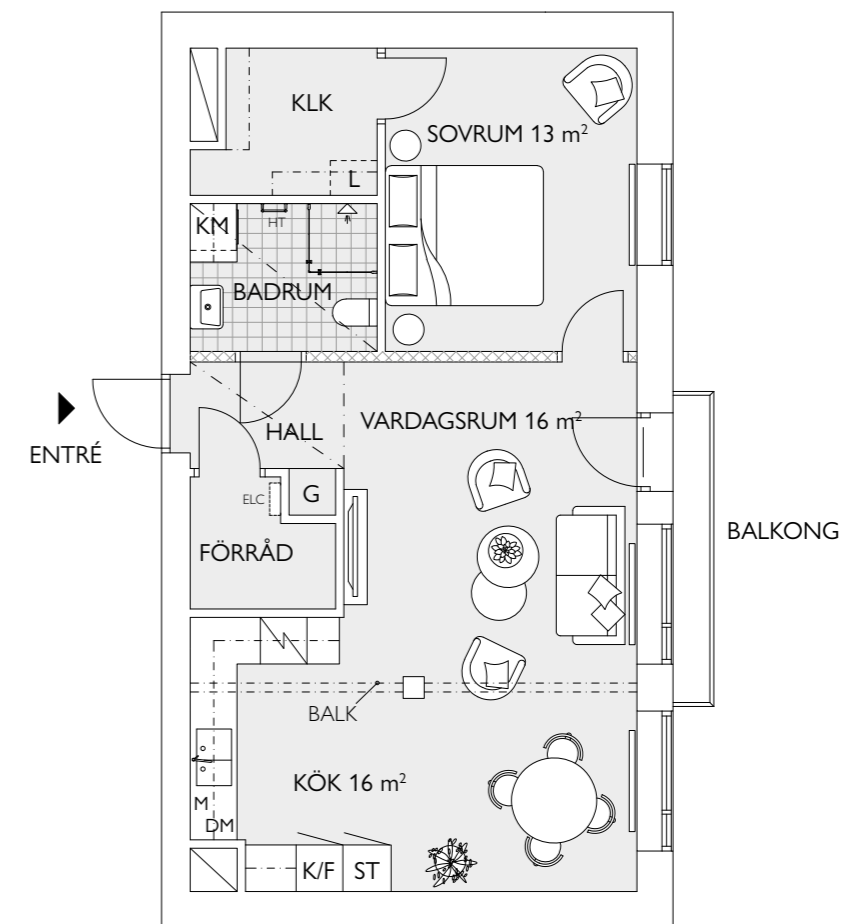 KLK
SOVRUM 13 m²
L
KM
HT
BADRUM
ENTRÉ
HALL
VARDAGSRUM 16 m²
ELC
G
FÖRRÅD
BALKONG
BALK
KÖK 16 m²
M
DM
K/F
ST